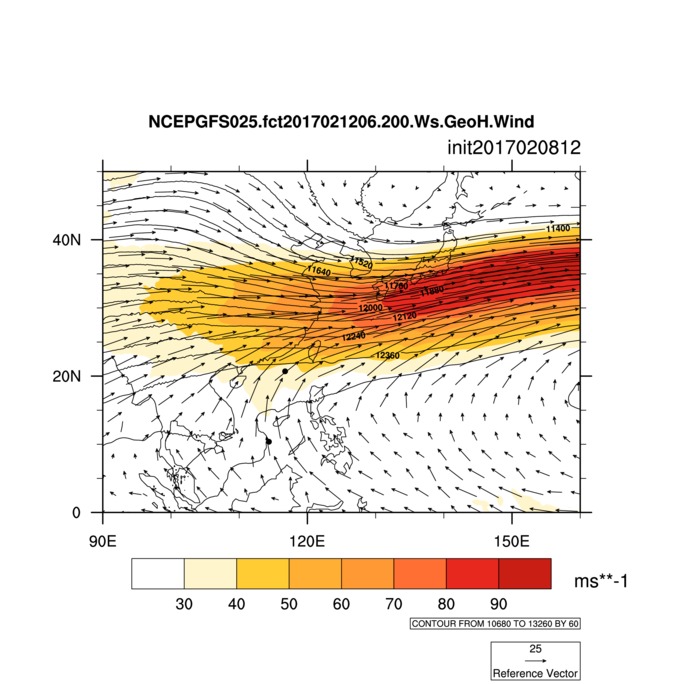 NCEPGFS025.fct2017021206.200.Ws.GeoH.Wind
init2017020812
11400
40N
11520
11640
11760
11880
12000
12120
12240
12360
20N
0
90E 120E 150E
ms**-1
30 40 50 60 70 80 90
CONTOUR FROM 10680 TO 13260 BY 60
25
Reference Vector